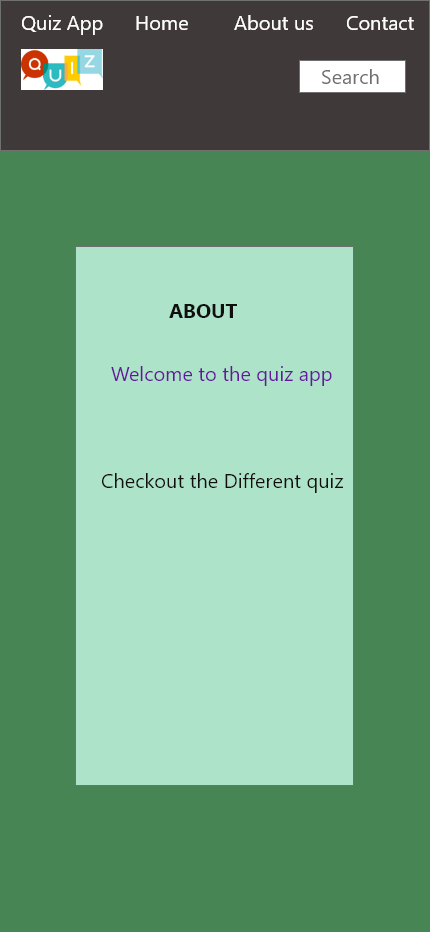 Quiz App Home About us Contact
QUIZ
Search
ABOUT
Welcome to the quiz app
Checkout the Different quiz